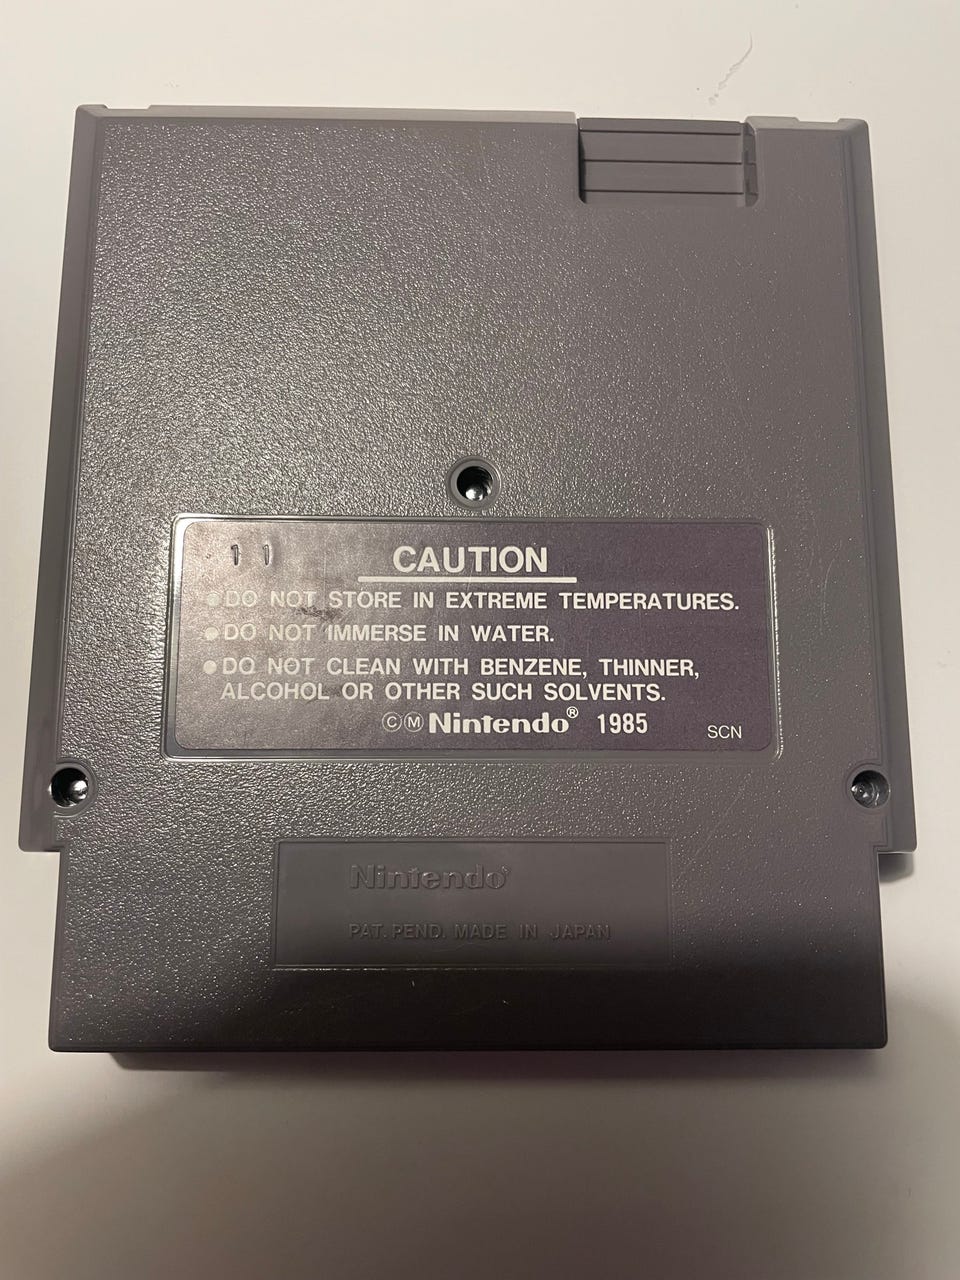 11
CAUTION
●DO NOT STORE IN EXTREME TEMPERATURES.
●DO NOT IMMERSE IN WATER.
●DO NOT CLEAN WITH BENZENE, THINNER,
ALCOHOL OR OTHER SUCH SOLVENTS.
©Ⓜ Nintendo® 1985
SCN
Nintendo®
PAT. PEND. MADE IN JAPAN